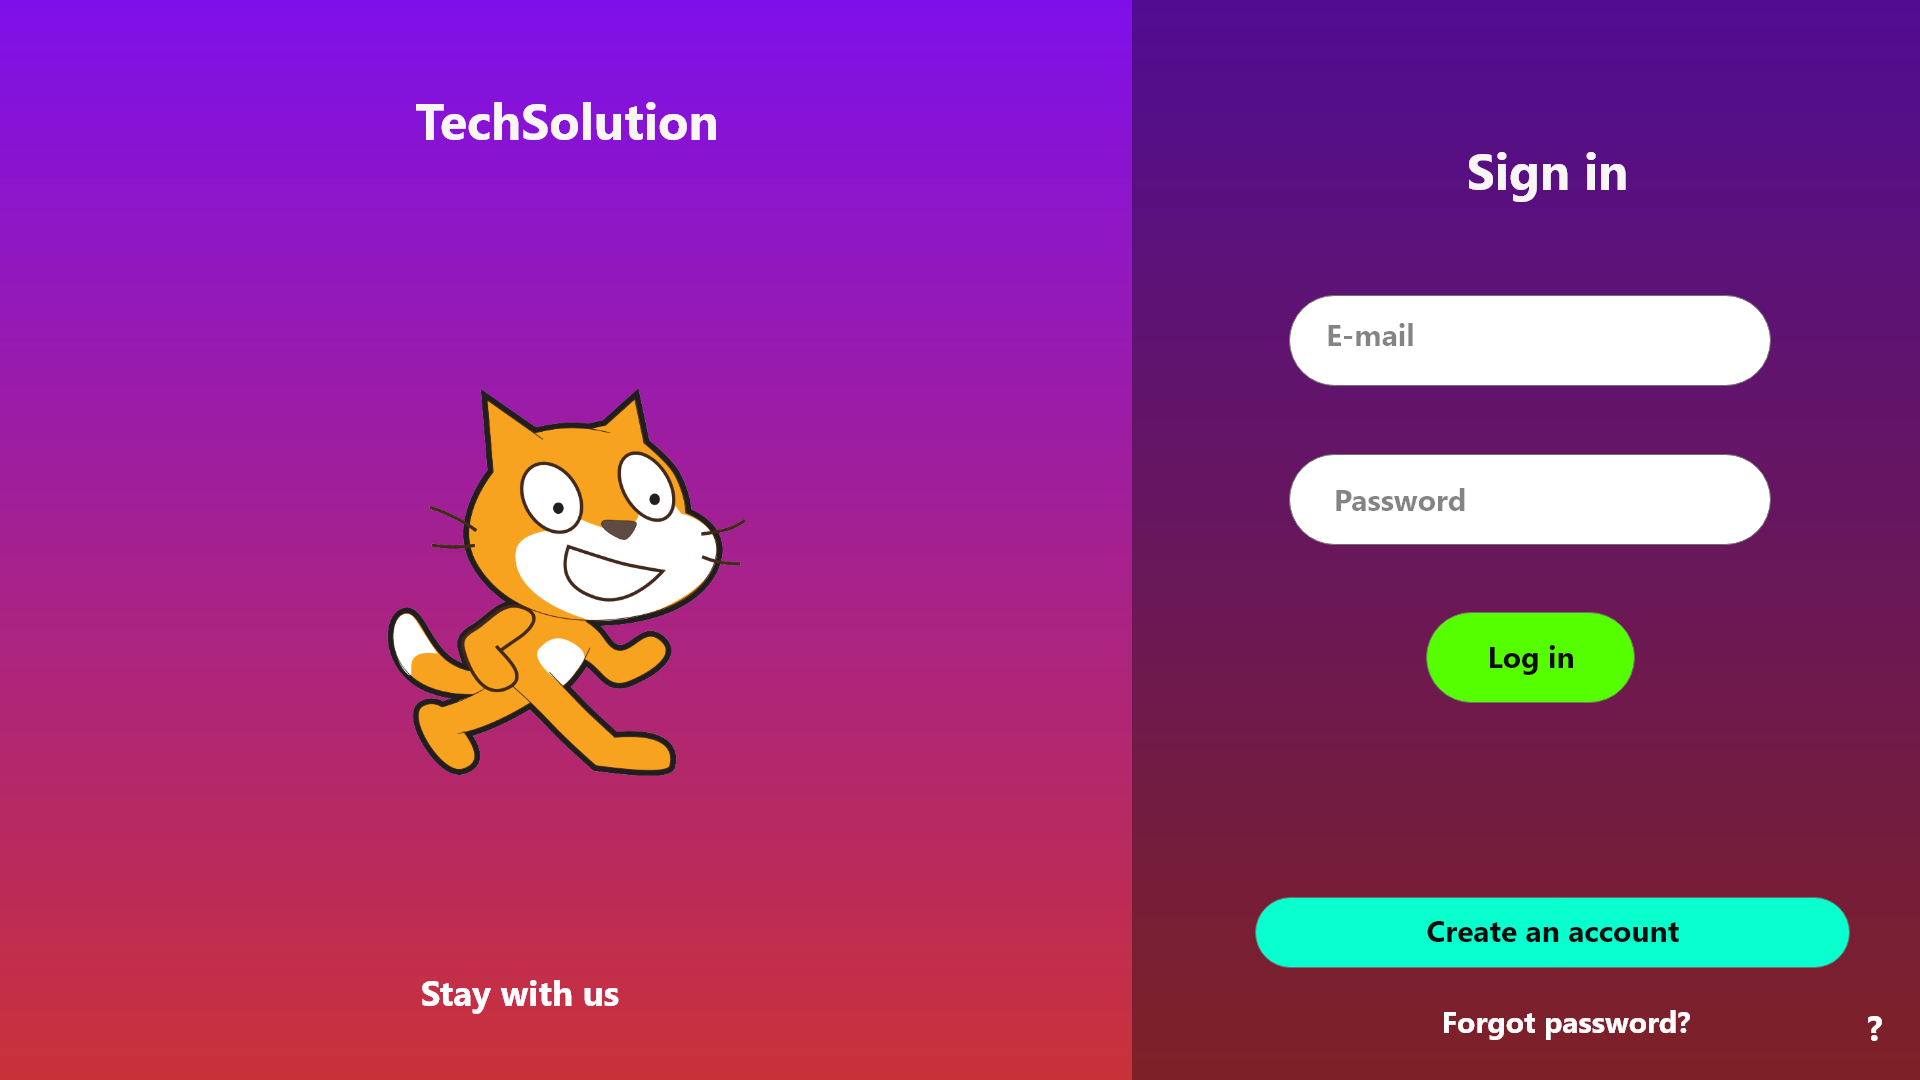 TechSolution
Stay with us
Sign in
E-mail
Password
Log in
Create an account
Forgot password?
?